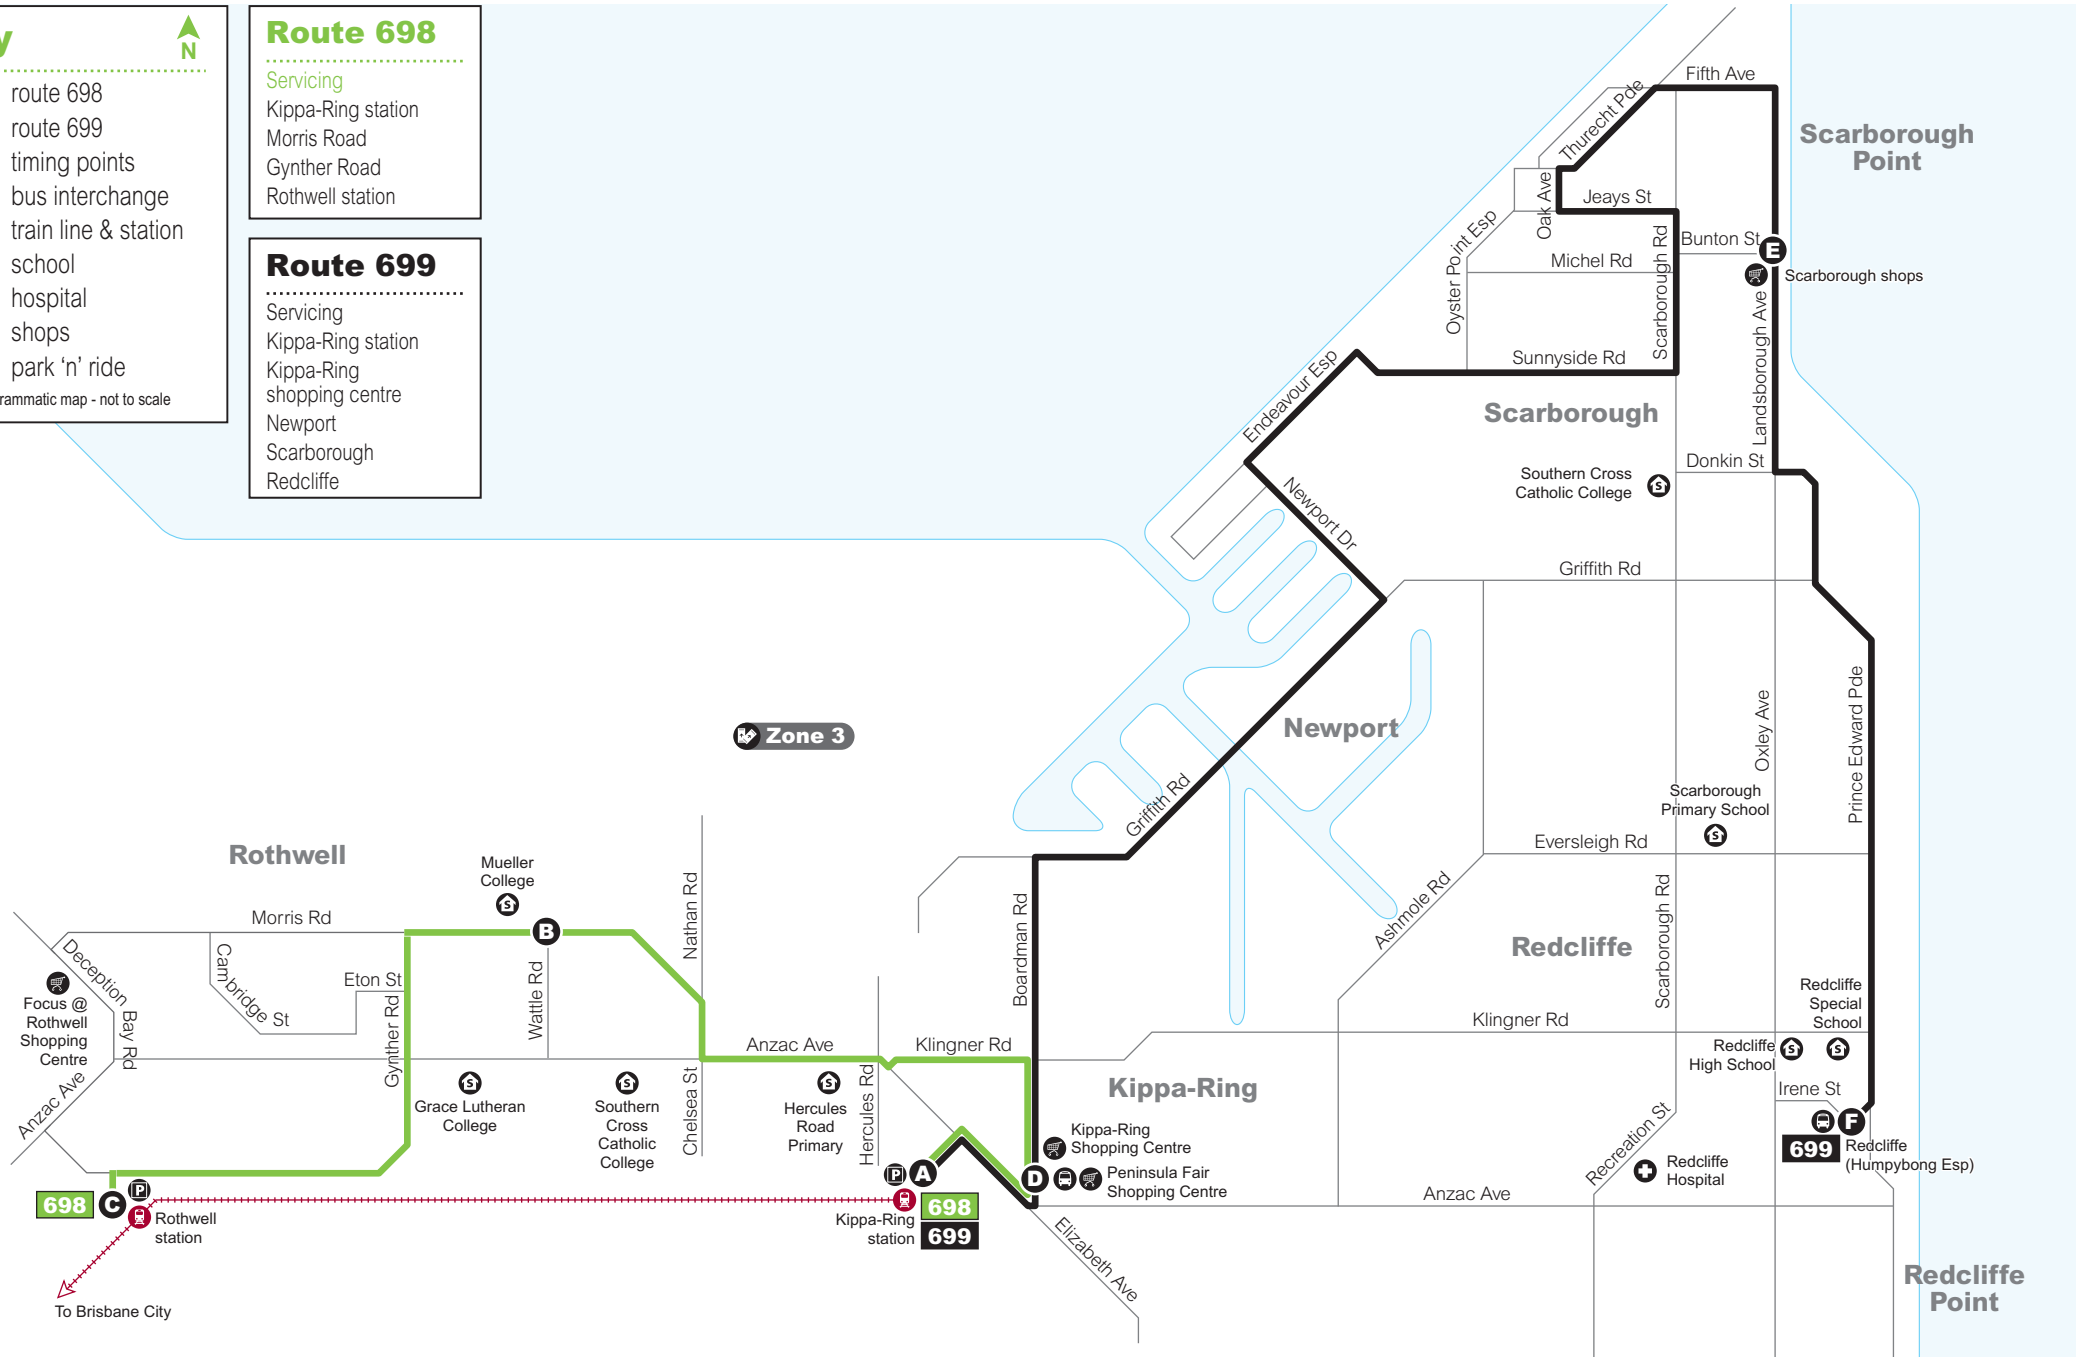 y
N
route 698
route 699
timing points
bus interchange
train line & station
school
hospital
shops
park ‘n’ ride
rammatic map - not to scale
Route 698
Servicing
Kippa-Ring station
Morris Road
Gynther Road
Rothwell station
Route 699
Servicing
Kippa-Ring station
Kippa-Ring
shopping centre
Newport
Scarborough
Redcliffe
Fifth Ave
Thurecht Pde
Scarborough
Point
Oak Ave
Jeays St
Oyster Point Esp
Michel Rd
Scarborough Rd
Bunton St
E
Scarborough shops
Landsborough Ave
Sunnyside Rd
Endeavour Esp
Scarborough
Donkin St
Southern Cross
Catholic College
S
Newport Dr
Griffith Rd
Newport
Oxley Ave
Prince Edward Pde
Zone 3
Griffith Rd
Scarborough
Primary School
S
Eversleigh Rd
Rothwell
Mueller
College
S
Nathan Rd
Boardman Rd
Ashmole Rd
Scarborough Rd
Redcliffe
Morris Rd
B
Deception
Bay Rd
Cambridge St
Eton St
Gynther Rd
Wattle Rd
Focus @
Rothwell
Shopping
Centre
Anzac Ave
Klingner Rd
Klingner Rd
Redcliffe
Special
School
S
Redcliffe
High School
S
Anzac Ave
S
Grace Lutheran
College
S
Southern
Cross
Catholic
College
Chelsea St
S
Hercules
Road
Primary
Hercules Rd
Kippa-Ring
Kippa-Ring
Shopping Centre
Irene St
F
699
Redcliffe
(Humpybong Esp)
P
A
D
Peninsula Fair
Shopping Centre
Recreation St
Redcliffe
Hospital
Anzac Ave
698
C
P
Rothwell
station
Kippa-Ring
station
698
699
Elizabeth Ave
To Brisbane City
Redcliffe
Point